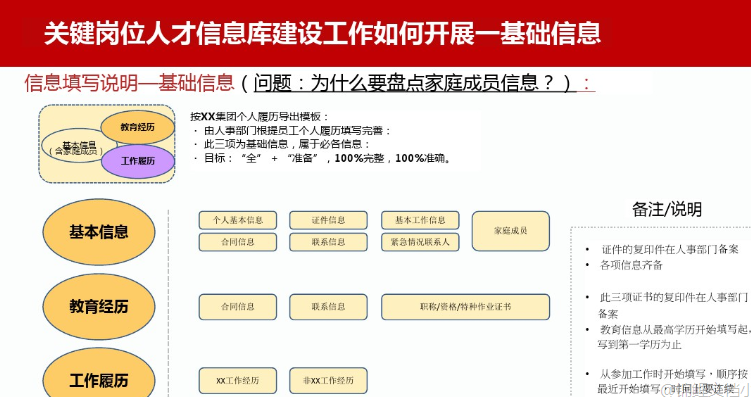 关键岗位人才信息库建设工作如何开展一基础信息
信息填写说明—基础信息（问题：为什么要盘点家庭成员信息？）：
教育经历
基本信息
（含家庭成员）
工作履历
按XX集团个人履历导出模板：
· 由人事部门根提员工个人履历填写完善；
· 此三项为基础信息，属于必各信息：
· 目标：“全” + “准备”，100%完整，100%准确。
备注/说明
基本信息
个人基本信息 证件信息 基本工作信息 家庭成员
合同信息 联系信息 紧急情况联系人
• 证件的复印件在人事部门备案
• 各项信息齐备
教育经历
合同信息 联系信息 职称/资格/特种作业证书
• 此三项证书的复印件在人事部门
备案
• 教育信息从最高学历开始填写起,
写到第一学历为止
工作履历
XX工作经历 非XX工作经历
• 从参加工作时开始填写，顺序按
最近开始填写，时间上要连续